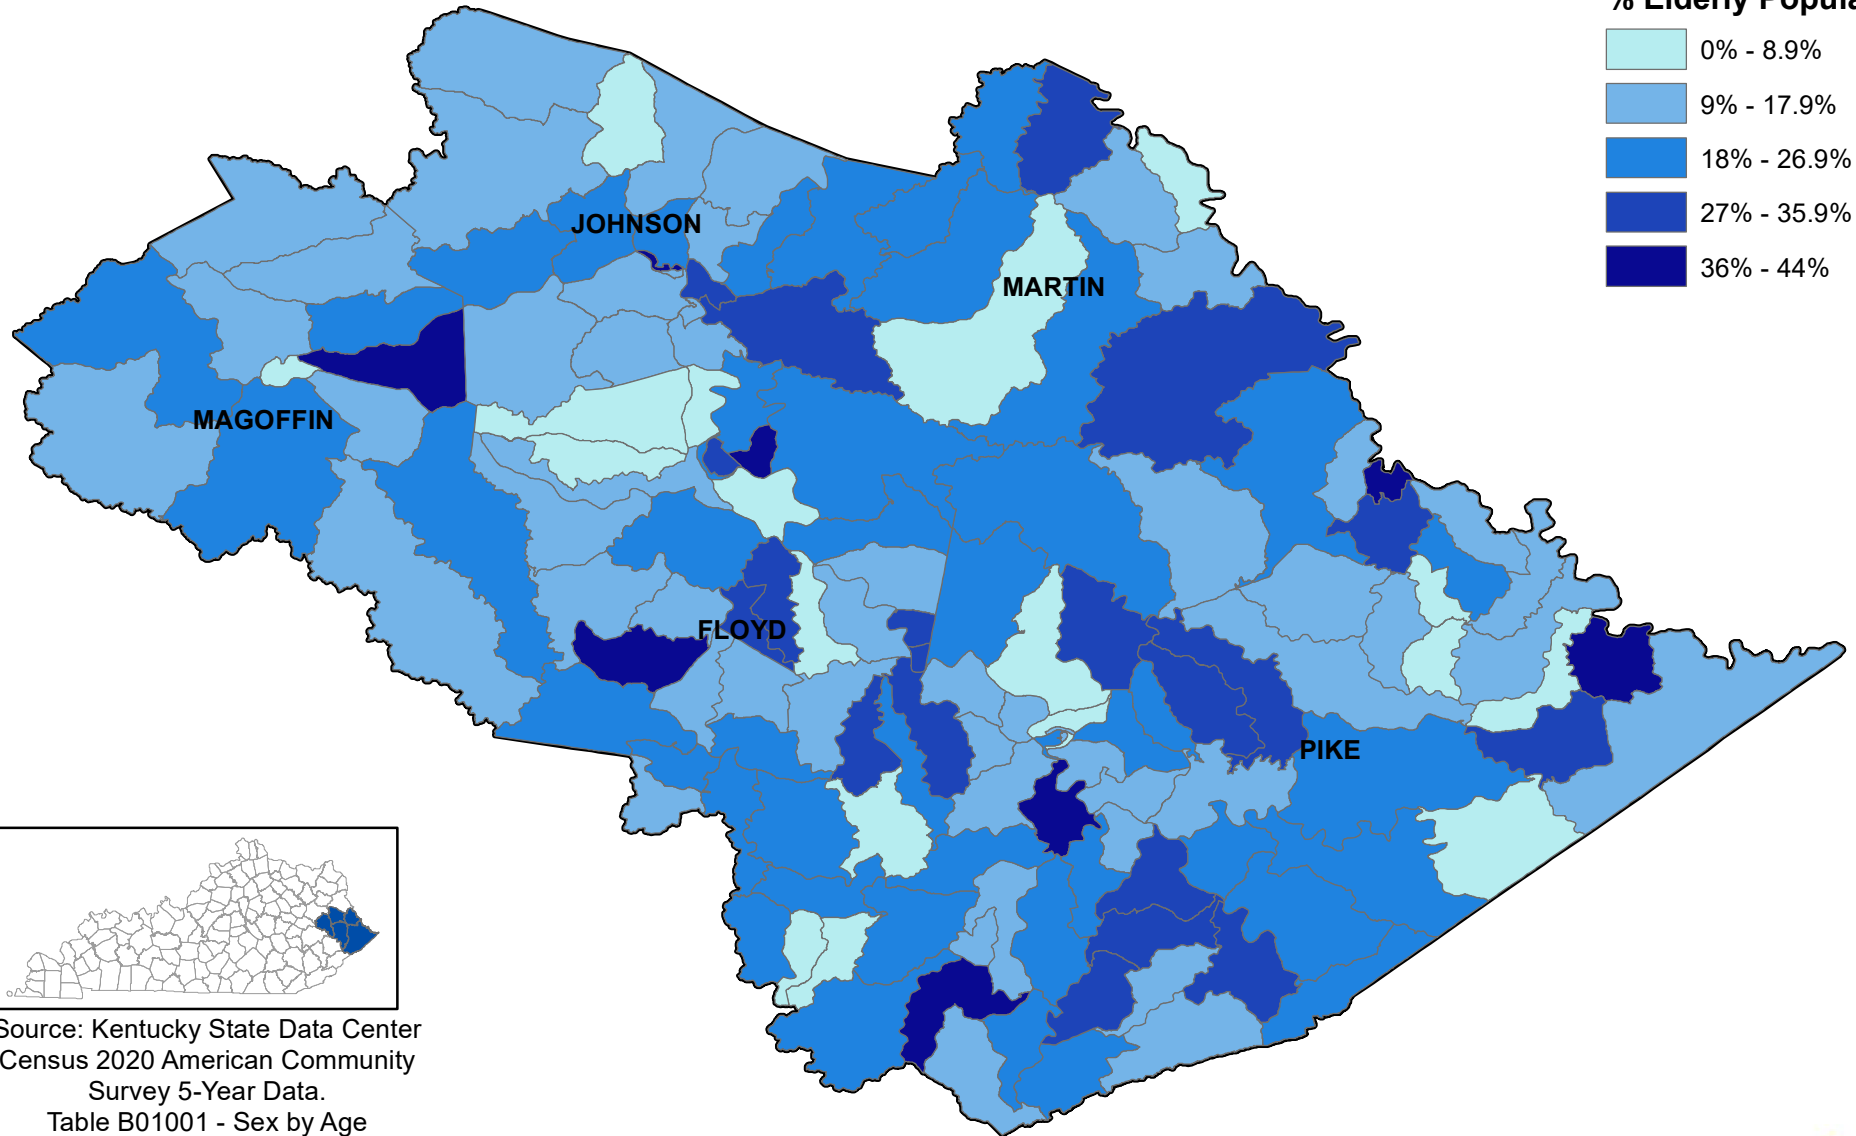 % Elderly
0% - 8.9%
9% - 17.9%
18% - 26.9%
27% - 35.9%
36% - 44%
JOHNSON
MARTIN
MAGOFFIN
FLOYD
PIKE
Source: Kentucky State Data Center
Census 2020 American Community
Survey 5-Year Data.
Table B01001 - Sex by Age